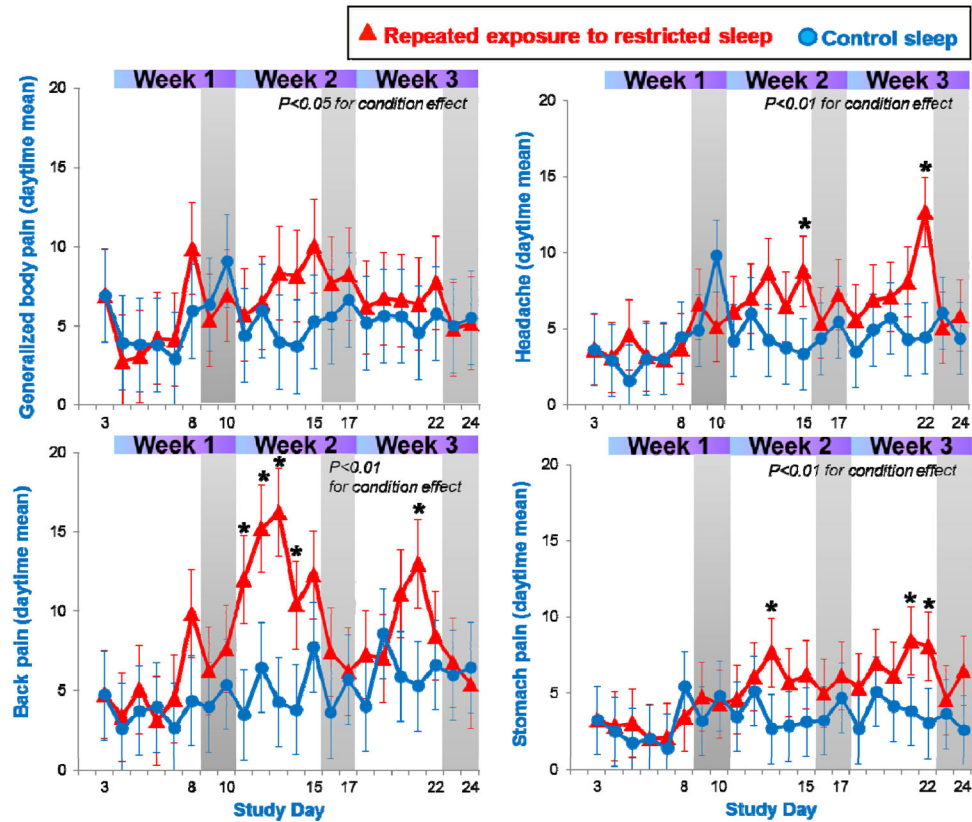 Repeated exposure to restricted sleep Control sleep
Week 1 Week 2 Week 3
P<0.05 for condition effect
Generalized body pain (daytime mean)
20
15
10
5
0
3 8 10 15 17 22 24
Week 1 Week 2 Week 3
P<0.01 for condition effect
Headache (daytime mean)
20
15
10
5
0
*
*
3 8 10 15 17 22 24
Week 1 Week 2 Week 3
P<0.01
for condition effect
Back pain (daytime mean)
20
15
10
5
0
* * * * *
3 8 10 15 17 22 24
Study Day
Week 1 Week 2 Week 3
P<0.01 for condition effect
Stomach pain (daytime mean)
20
15
10
5
0
* * *
3 8 10 15 17 22 24
Study Day